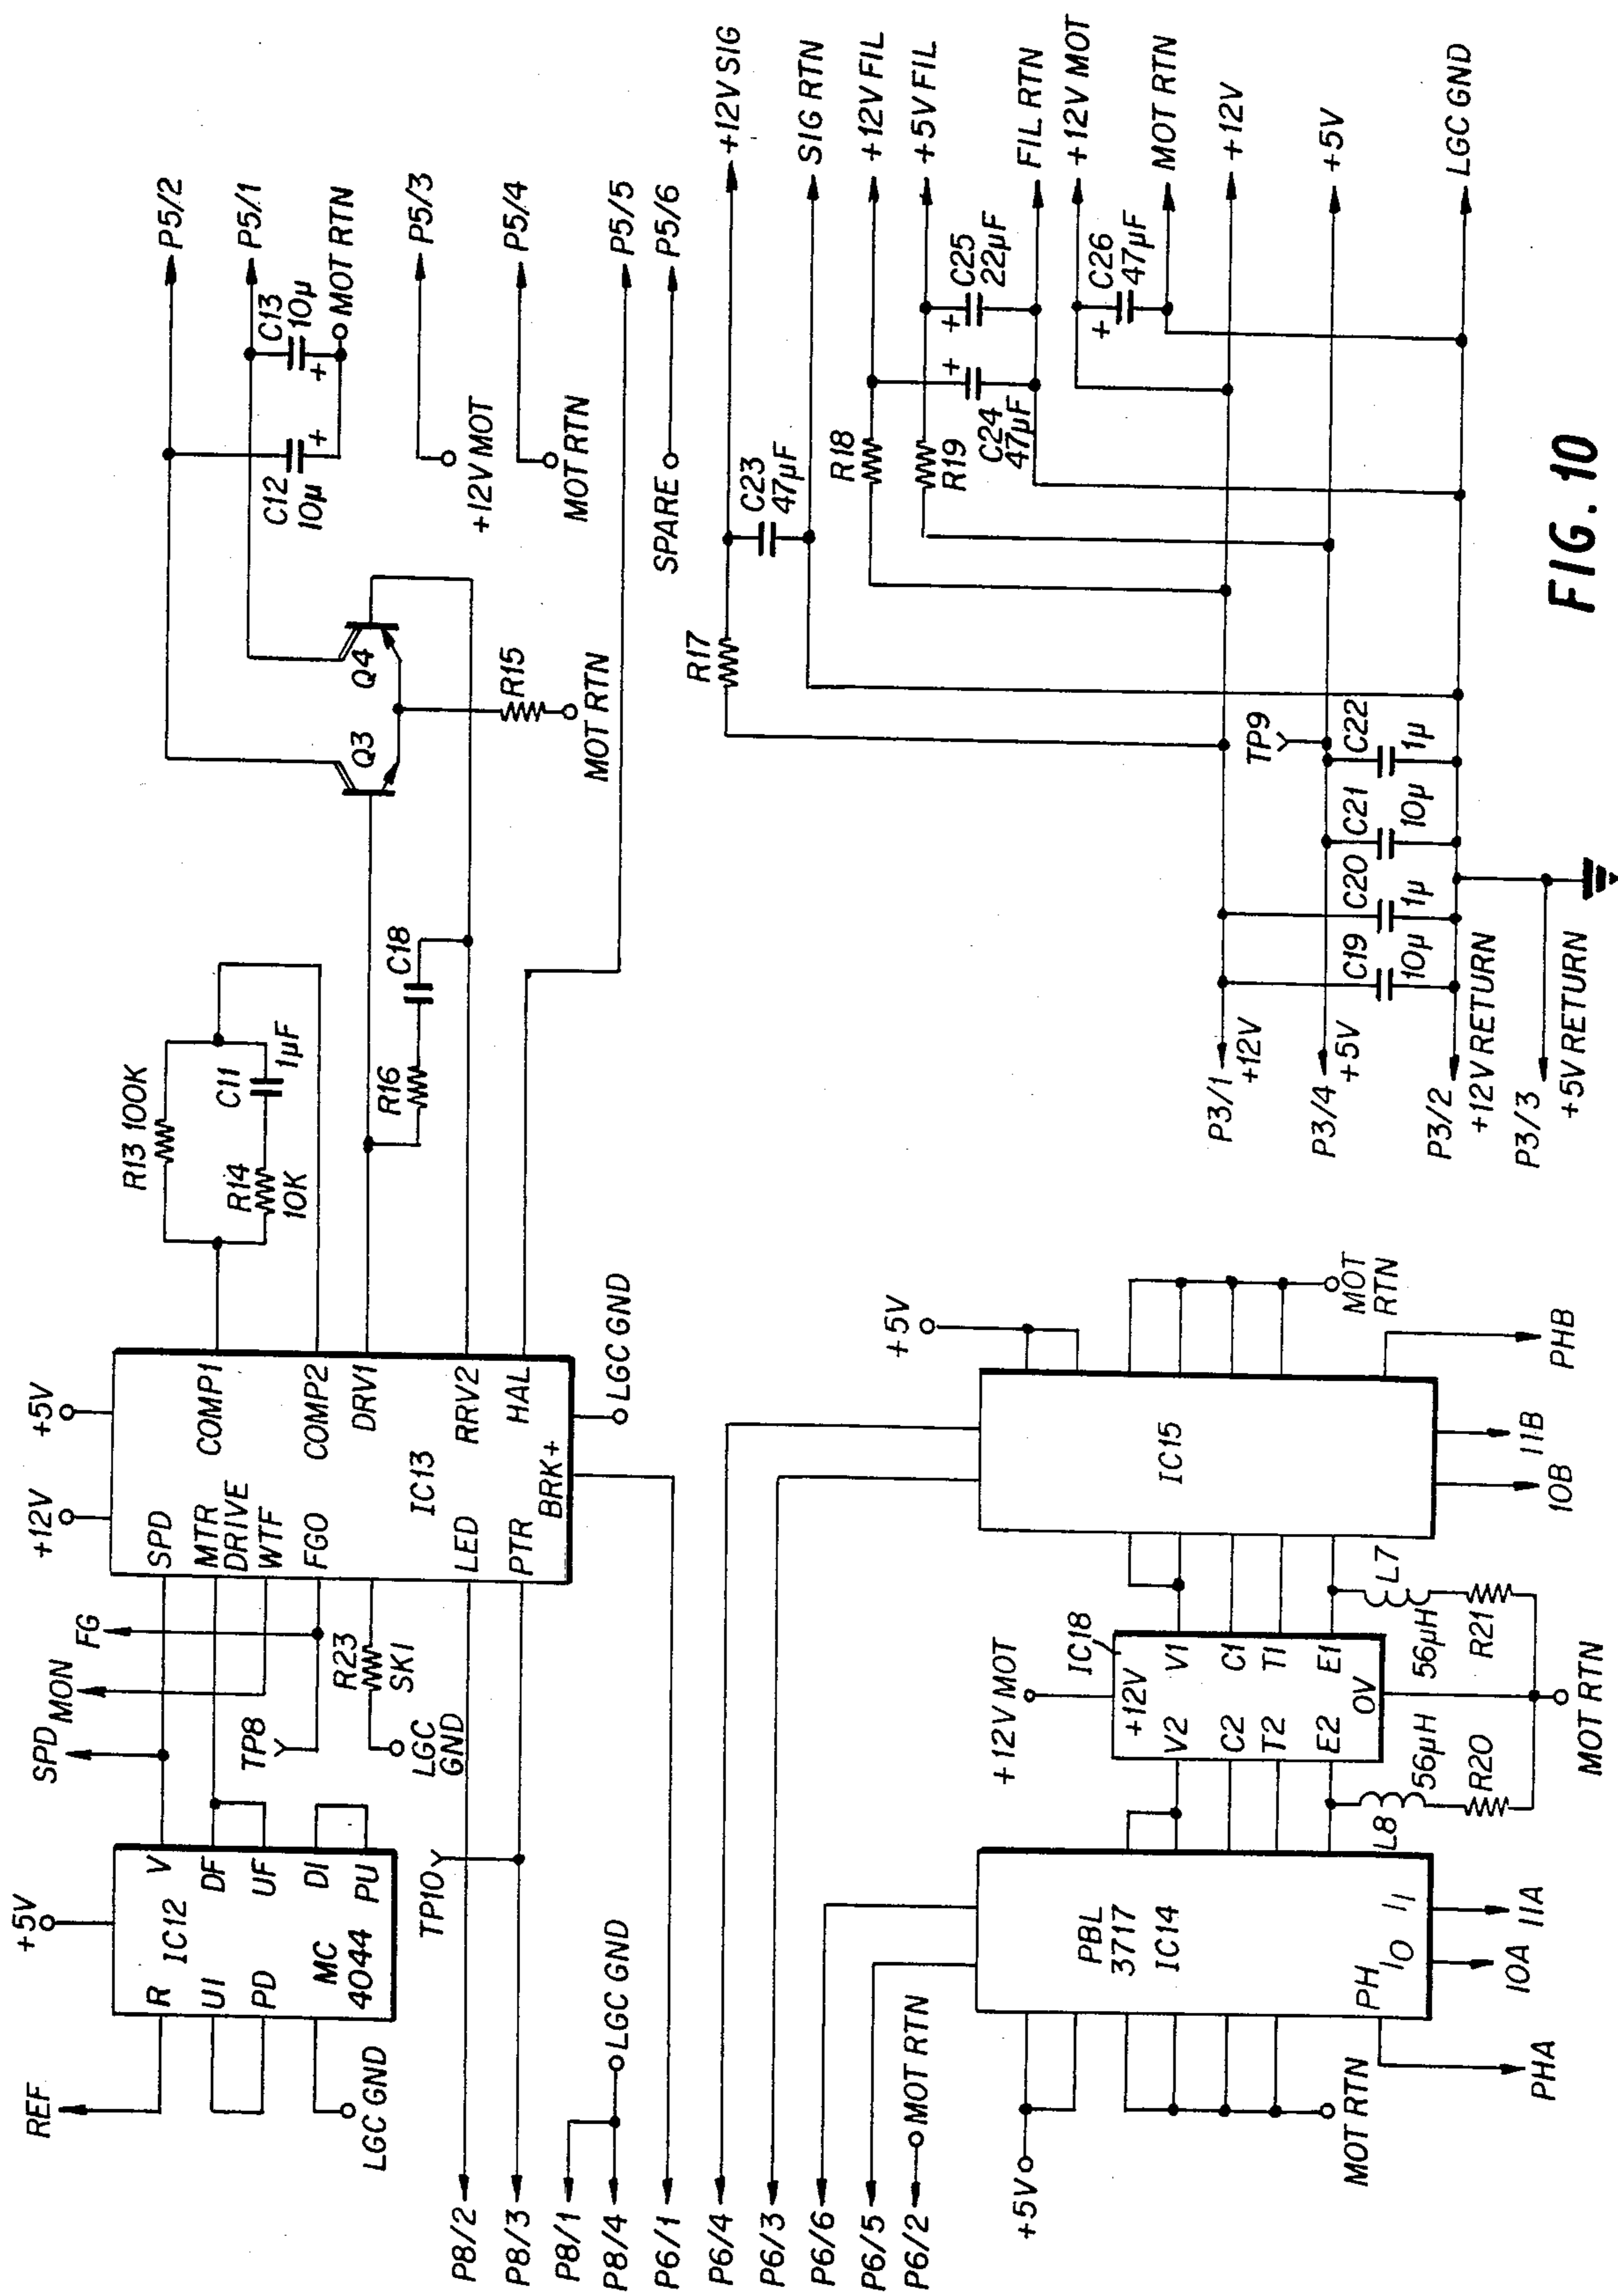 REF
SPD
MON
FG
+5V
+12V
+5V
R
V
IC12
UI
DF
PD
UF
MC
4044
DI
PU
LGC GND
TP8
R23
SK1
LGC
GND
TP10
SPD
MTR
DRIVE
WTF
FGO
COMP1
COMP2
DRV1
IC13
LED
RRV2
PTR
HAL
BRK+
LGC GND
R13 100K
R14
10K
C11
1µF
R16
C18
Q3
Q4
R15
MOT RTN
C12
10µ
+
C13
10µ
+
MOT RTN
P5/2
P5/1
P5/3
+12V MOT
P5/4
MOT RTN
P5/5
SPARE
P5/6
P8/2
P8/3
P8/1
P8/4
LGC GND
P6/1
P6/4
P6/3
P6/6
P6/5
P6/2
MOT RTN
+5V
PBL
3717
IC14
PH
IO
I1
MOT RTN
PHA
10A
11A
+12V MOT
IC18
+12V
V2
V1
C2
C1
T2
T1
E2
E1
0V
L8
56µH
R20
56µH
L7
R21
MOT RTN
+5V
IC15
MOT
RTN
10B
11B
PHB
R17
C23
47µF
+12V SIG
SIG RTN
R18
+12V FIL
R19
+5V FIL
C24
47µF
+
C25
22µF
+
FIL RTN
+12V MOT
C26
47µF
+
MOT RTN
+12V
+5V
LGC GND
TP9
P3/1
+12V
P3/4
+5V
C19
10µ
C20
1µ
C21
10µ
C22
1µ
P3/2
+12V RETURN
P3/3
+5V RETURN
FIG. 10